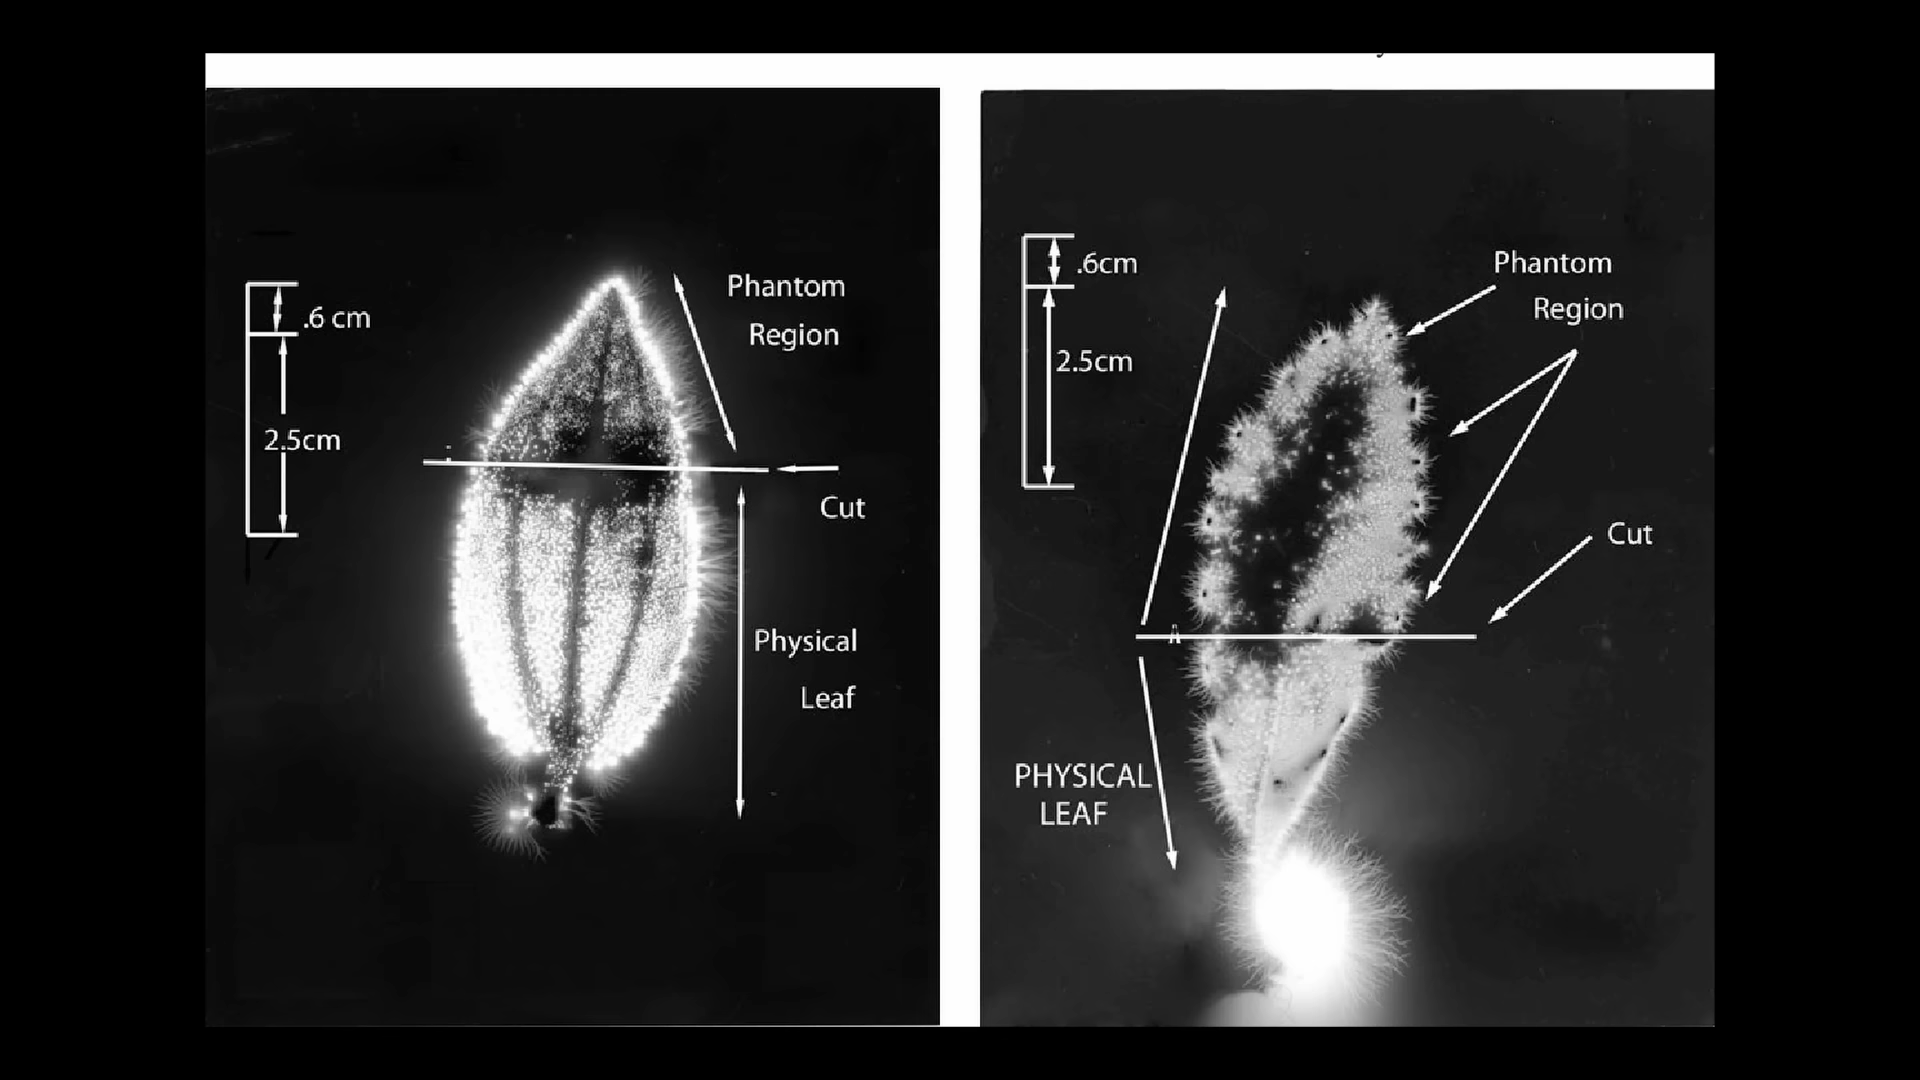 .6 cm
2.5cm
Phantom
Region
Cut
Physical
Leaf
.6cm
2.5cm
Phantom
Region
Cut
PHYSICAL
LEAF